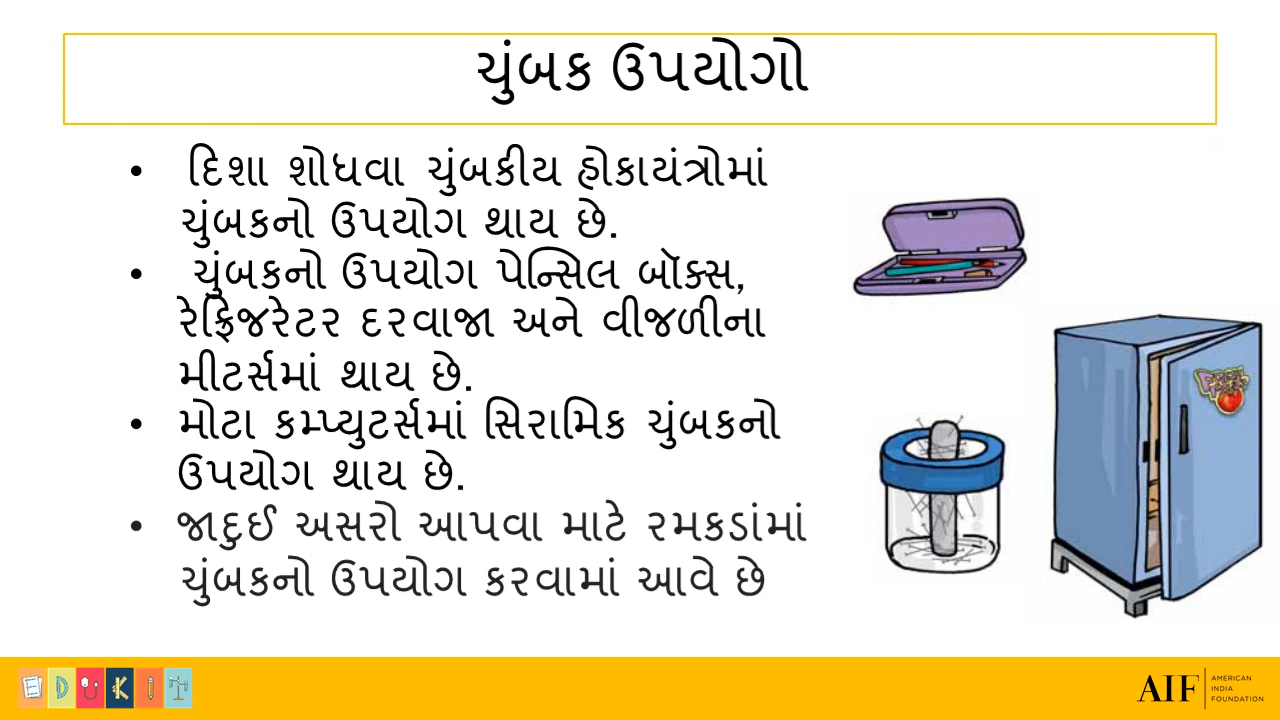 ચુંબક ઉપયોગો
• દિશા શોધવા ચુંબકીય હોકાયંત્રોમાં
ચુંબકનો ઉપયોગ થાય છે.
• ચુંબકનો ઉપયોગ પેન્સિલ બૉક્સ,
રેફ્રિજરેટર દરવાજા અને વીજળીના
મીટર્સમાં થાય છે.
• મોટા કમ્પ્યુટર્સમાં સિરામિક ચુંબકનો
ઉપયોગ થાય છે.
• જાદુઈ અસરો આપવા માટે રમકડાંમાં
ચુંબકનો ઉપયોગ કરવામાં આવે છે
EDUKIT
AIF AMERICAN
INDIA
FOUNDATION